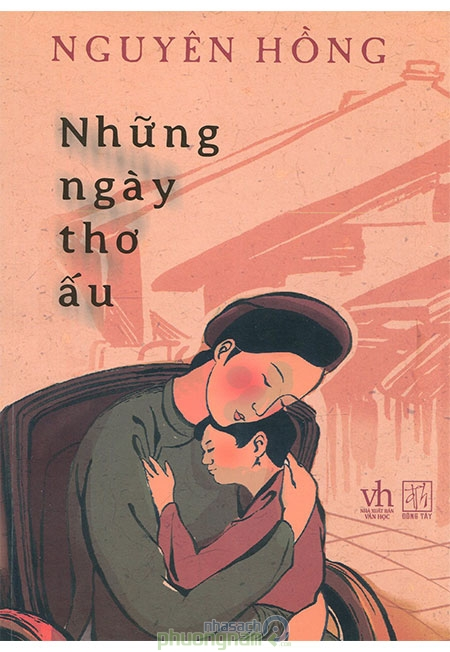 NGUYÊN HỒNG
Những
ngày
thơ
ấu
vh
NHÀ XUẤT BẢN
VĂN HỌC
ĐÔNG TÂY
nhasach
phuongnam